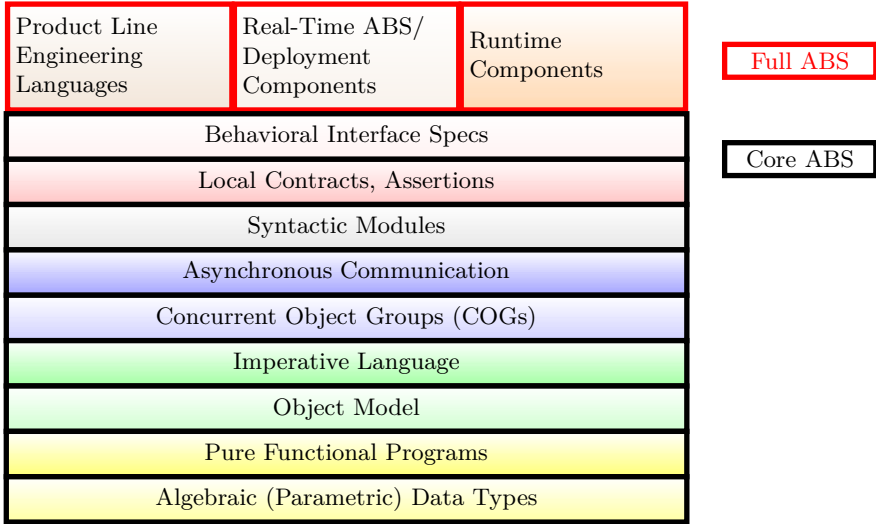 Product Line
Engineering
Languages
Real-Time ABS/
Deployment
Components
Runtime
Components
Full ABS
Behavioral Interface Specs
Core ABS
Local Contracts, Assertions
Syntactic Modules
Asynchronous Communication
Concurrent Object Groups (COGs)
Imperative Language
Object Model
Pure Functional Programs
Algebraic (Parametric) Data Types